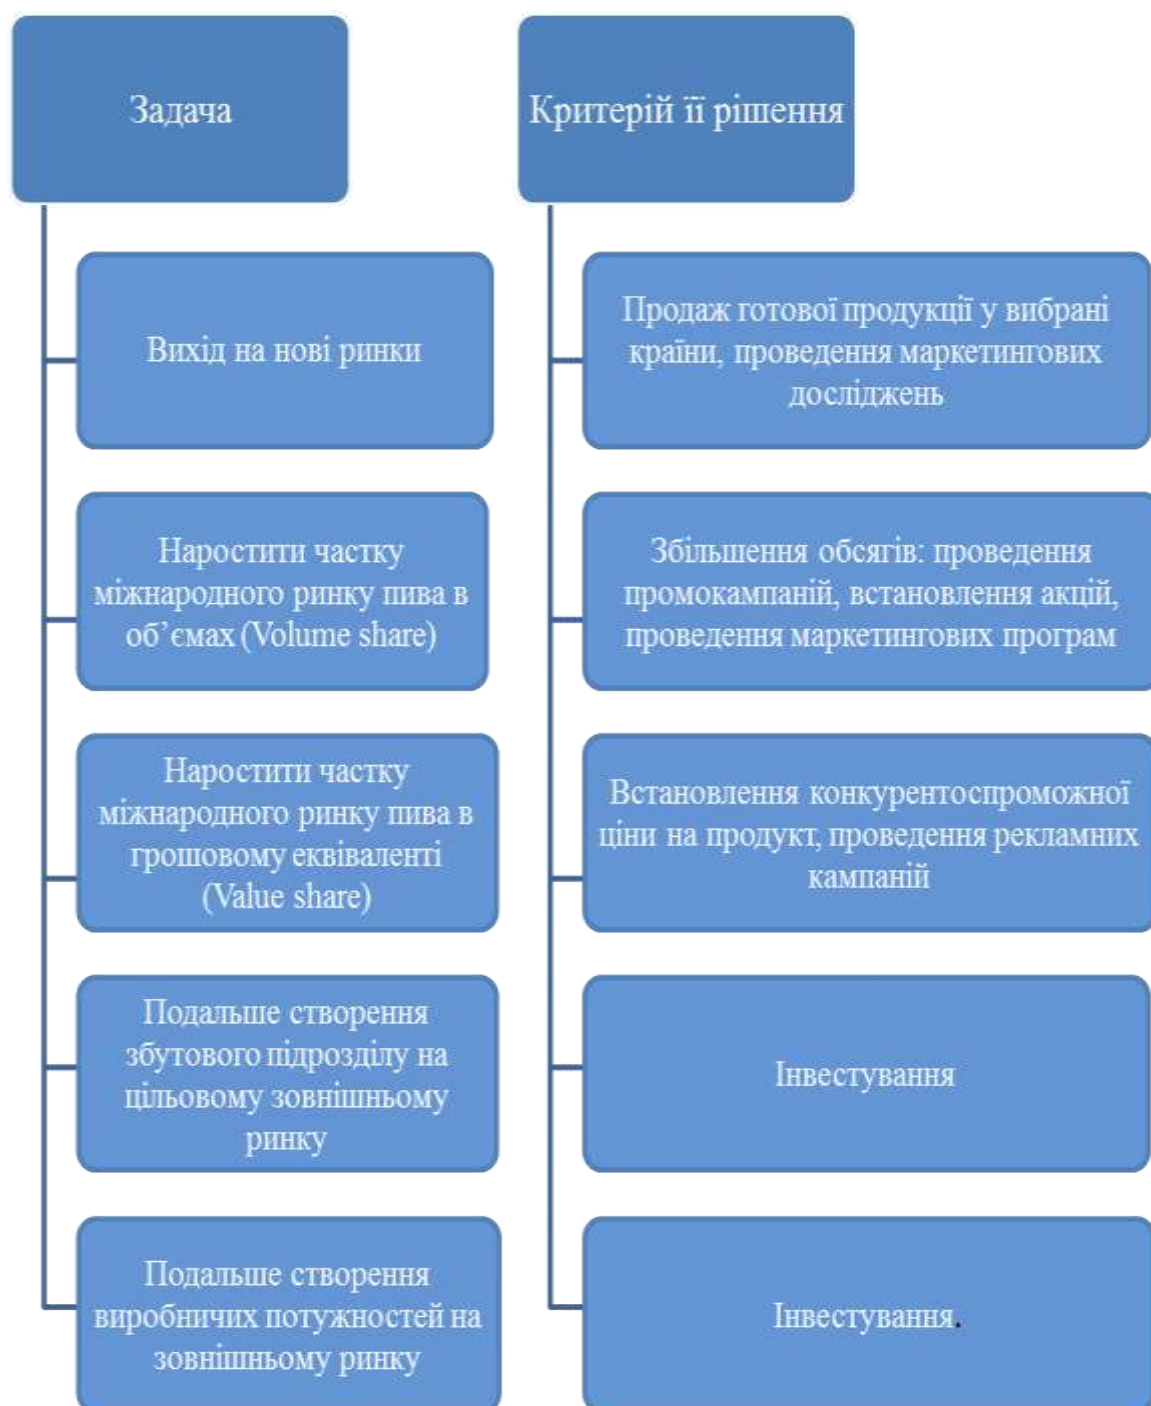 Задача
Критерій її рішення
Вихід на нові ринки
Продаж готової продукції у вибрані
країни, проведення маркетингових
досліджень
Наростити частку
міжнародного ринку пива в
об’ємах (Volume share)
Збільшення обсягів: проведення
промокампаній, встановлення акцій,
проведення маркетингових програм
Наростити частку
міжнародного ринку пива в
грошовому еквіваленті
(Value share)
Встановлення конкурентоспроможної
ціни на продукт, проведення рекламних
кампаній
Подальше створення
збутового підрозділу на
цільовому зовнішньому
ринку
Інвестування
Подальше створення
виробничих потужностей на
зовнішньому ринку
Інвестування.